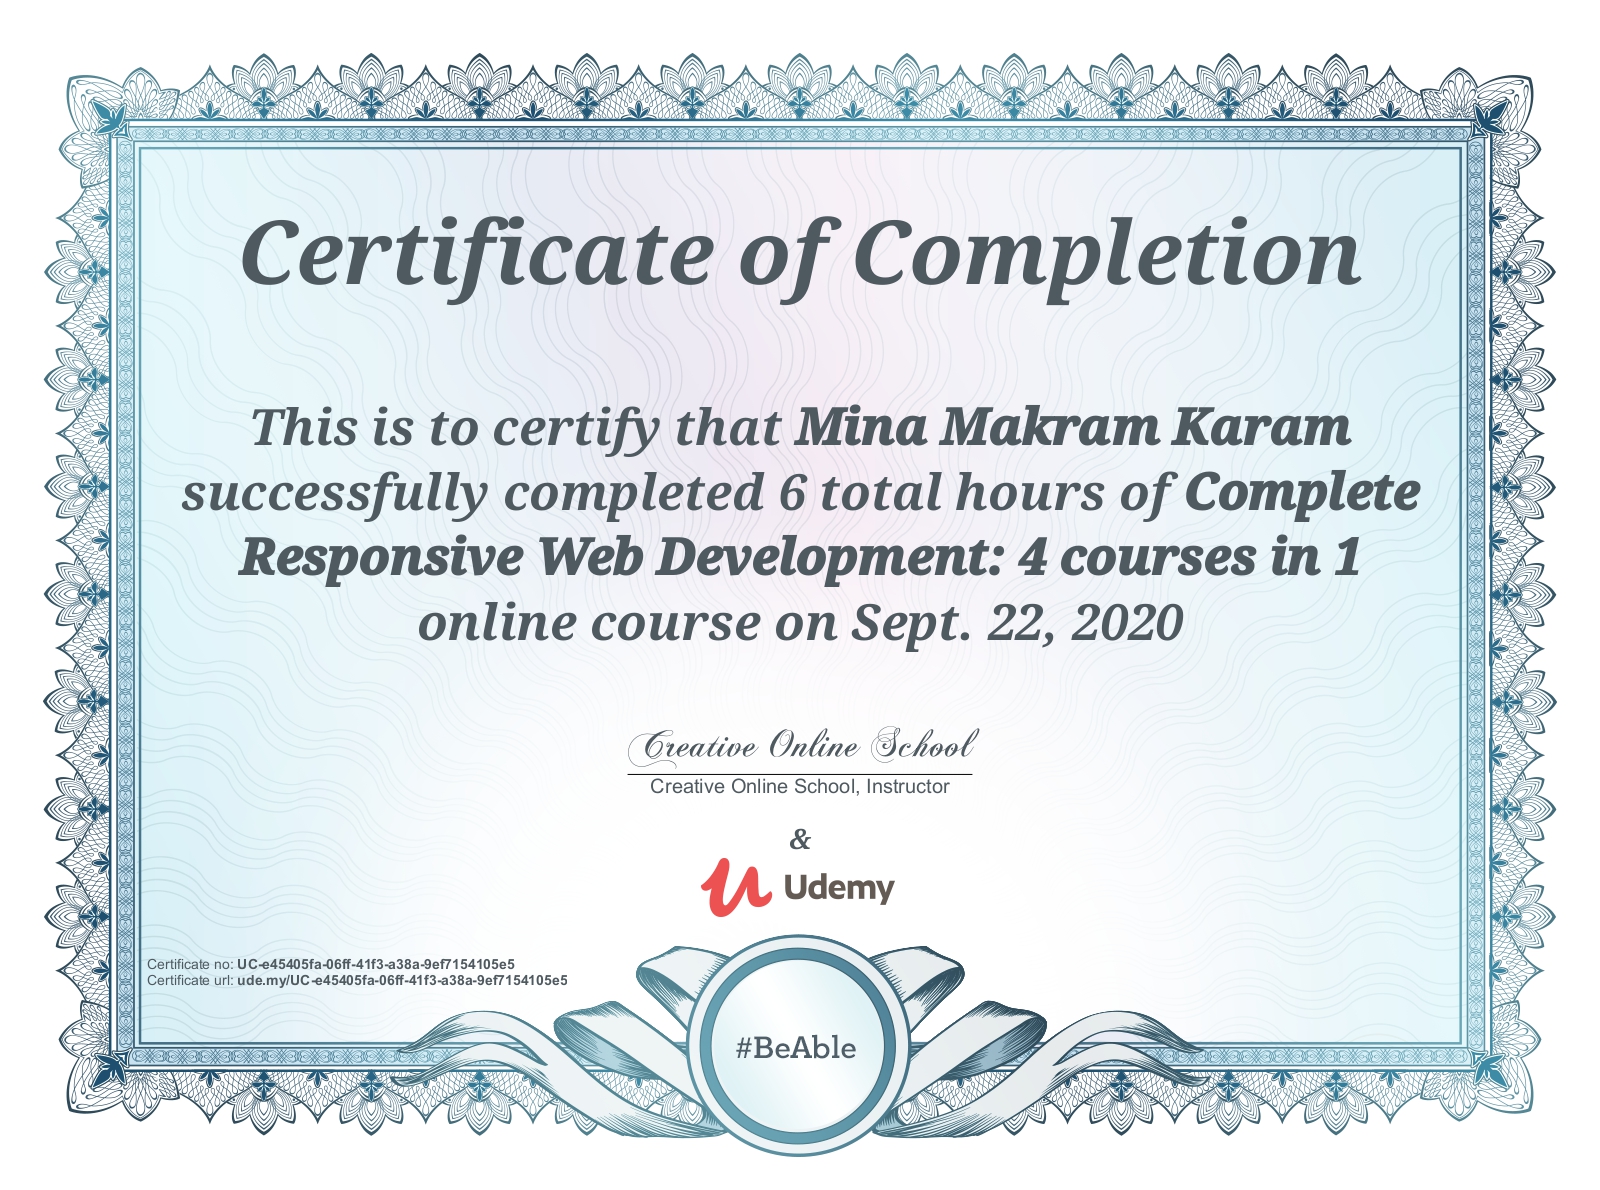 Certificate of Completion
This is to certify that Mina Makram Karam
successfully completed 6 total hours of Complete
Responsive Web Development: 4 courses in 1
online course on Sept. 22, 2020
Creative Online School
Creative Online School, Instructor
&
Udemy
Certificate no: UC-e45405fa-06ff-41f3-a38a-9ef7154105e5
Certificate url: ude.my/UC-e45405fa-06ff-41f3-a38a-9ef7154105e5
#BeAble